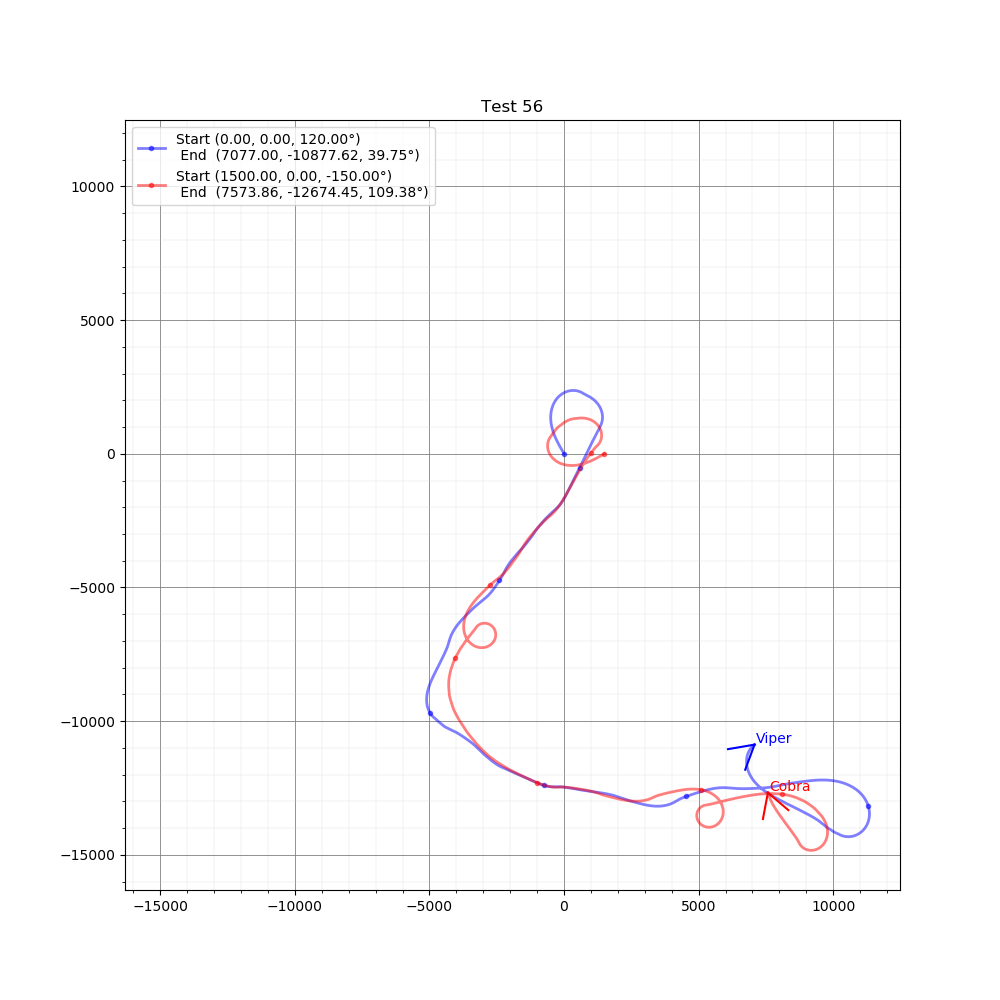 Test 56
Start (0.00, 0.00, 120.00°)
End (7077.00, -10877.62, 39.75°)
Start (1500.00, 0.00, -150.00°)
End (7573.86, -12674.45, 109.38°)
10000
5000
0
−5000
−10000
−15000
Viper
Cobra
−15000 −10000 −5000 0 5000 10000